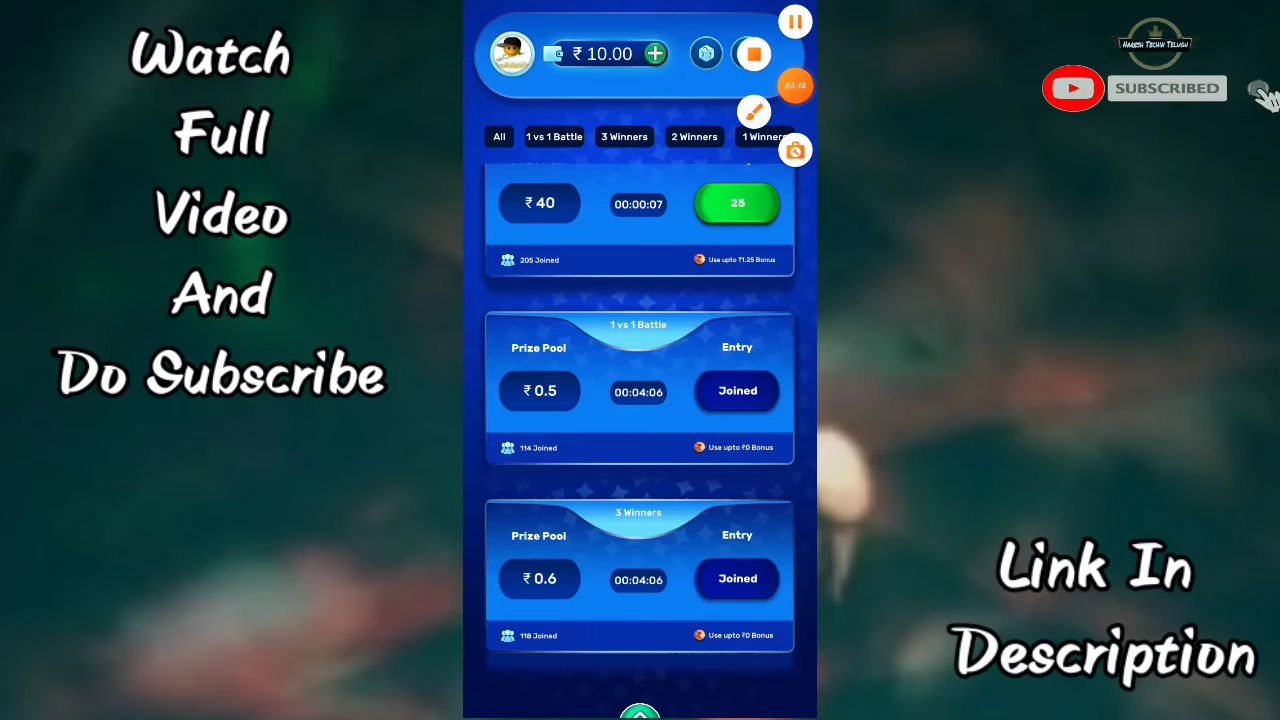 Watch
Full
Video
And
Do Subscribe
₹ 10.00
03:12
All
1 vs 1 Battle
3 Winners
2 Winners
1 Winners
₹ 40
00:00:07
25
205 Joined
Use upto ₹1.25 Bonus
1 vs 1 Battle
Prize Pool
Entry
₹ 0.5
00:04:06
Joined
114 Joined
Use upto ₹0 Bonus
3 Winners
Prize Pool
Entry
₹ 0.6
00:04:06
Joined
118 Joined
Use upto ₹0 Bonus
NARESH TECHIN TELUGU
SUBSCRIBED
Link In
Description